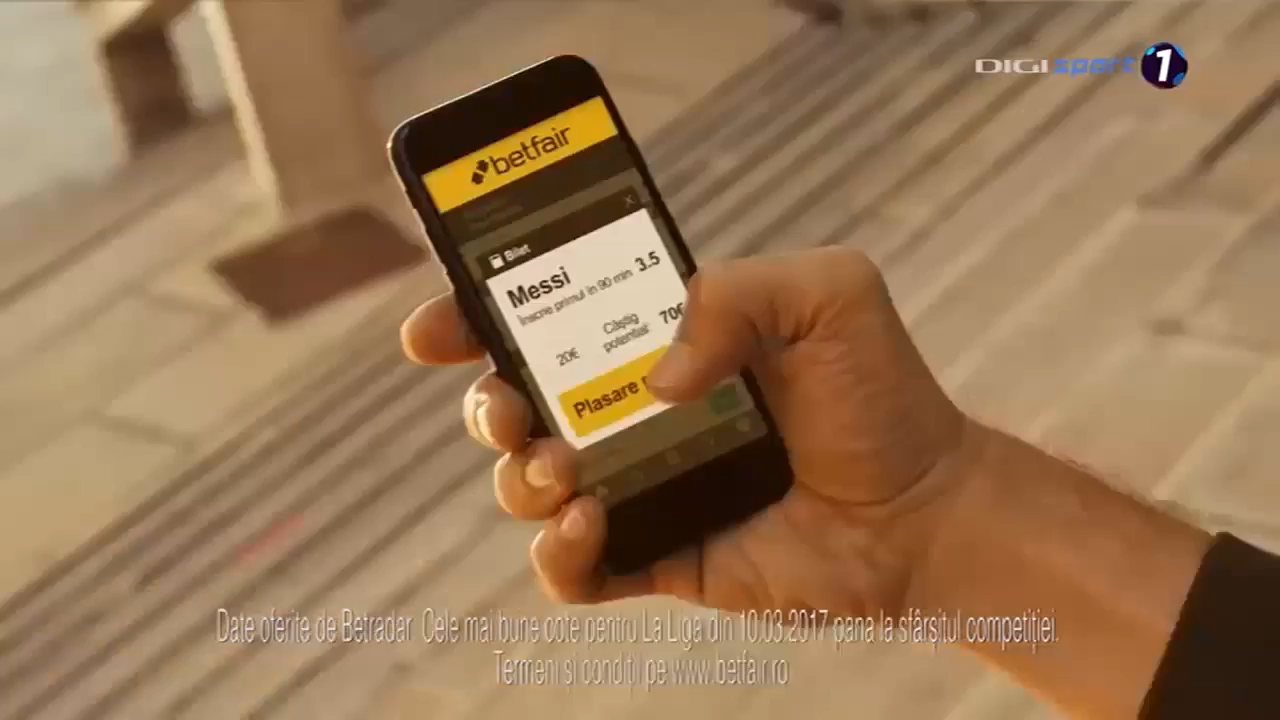 DIGI sport 1
betfair
Bilet
Messi 3.5
Înscrie primul în 90 min
Câștig
20€ potențial: 70€
Plasare
Date oferite de Betradar. Cele mai bune cote pentru La Liga din 10.03.2017 pana la sfârșitul competiției.
Termeni și condiții pe www.betfair.ro